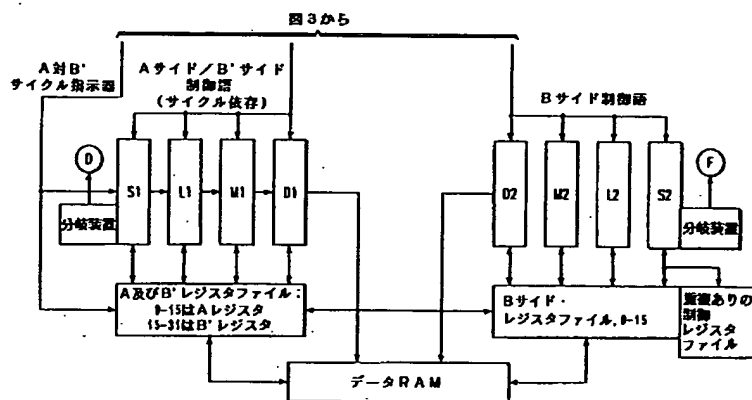 図3から
A対B'
サイクル指示器
Aサイド／B'サイド
制御語
(サイクル依存)
Bサイド制御語
D
分岐装置
S1
L1
M1
D1
D2
M2
L2
S2
F
分岐装置
A及びB'レジスタファイル：
0-15はAレジスタ
15-31はB'レジスタ
Bサイド・
レジスタファイル, 0-15
重複ありの
制御
レジスタ
ファイル
データRAM